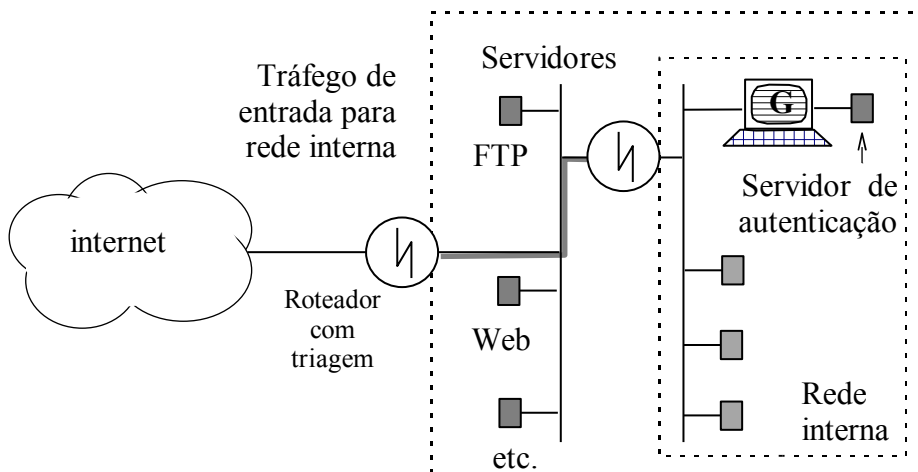 Servidores
Tráfego de
entrada para
rede interna
G
FTP
Servidor de
autenticação
internet
Roteador
com
triagem
Web
Rede
interna
etc.